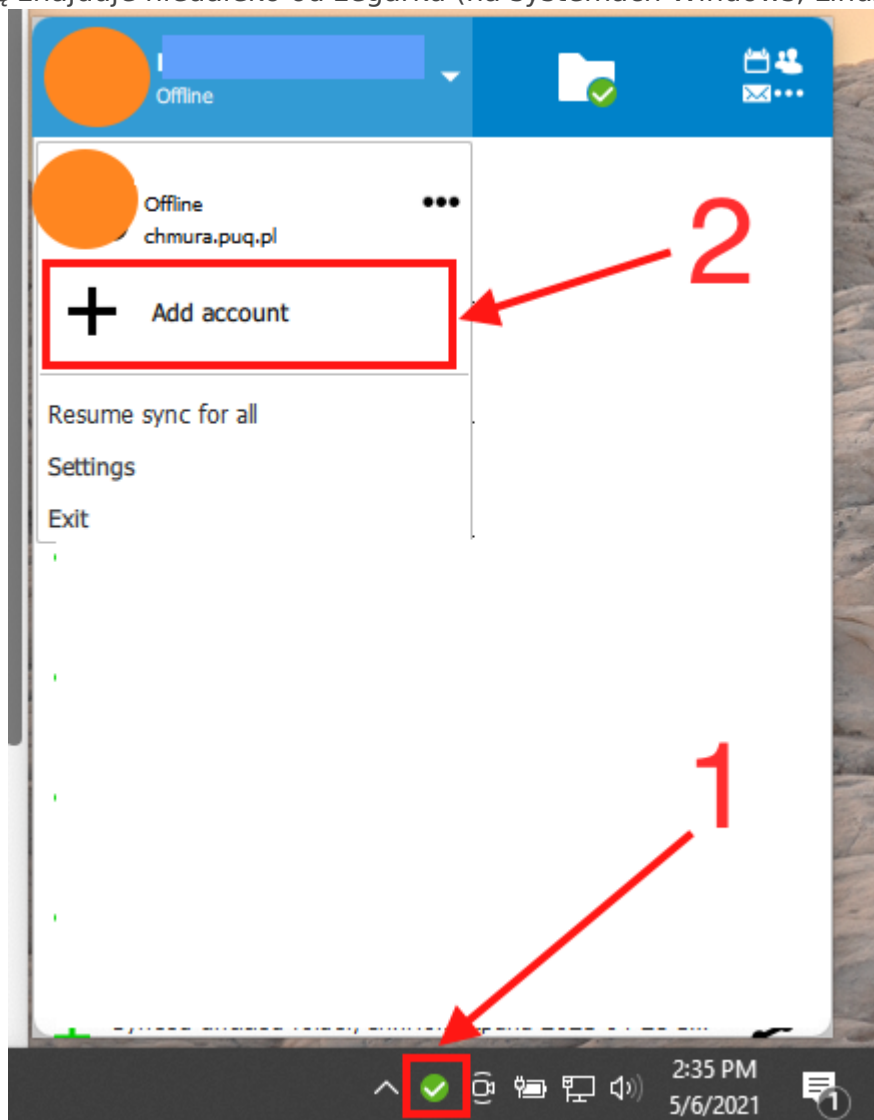 Offline
Offline
chmura.puq.pl
2
Add account
Resume sync for all
Settings
Exit
1
2:35 PM
5/6/2021
1